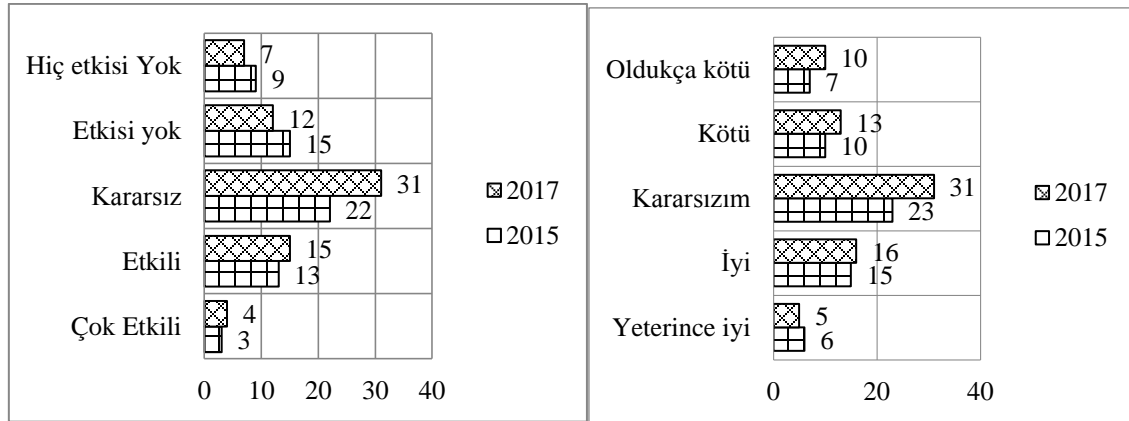 Hiç etkisi Yok
7
9
Etkisi yok
12
15
Kararsız
31
22
Etkili
15
13
Çok Etkili
4
3
0 10 20 30 40
2017
2015
Oldukça kötü
10
7
Kötü
13
10
Kararsızım
31
23
İyi
16
15
Yeterince iyi
5
6
0 20 40
2017
2015